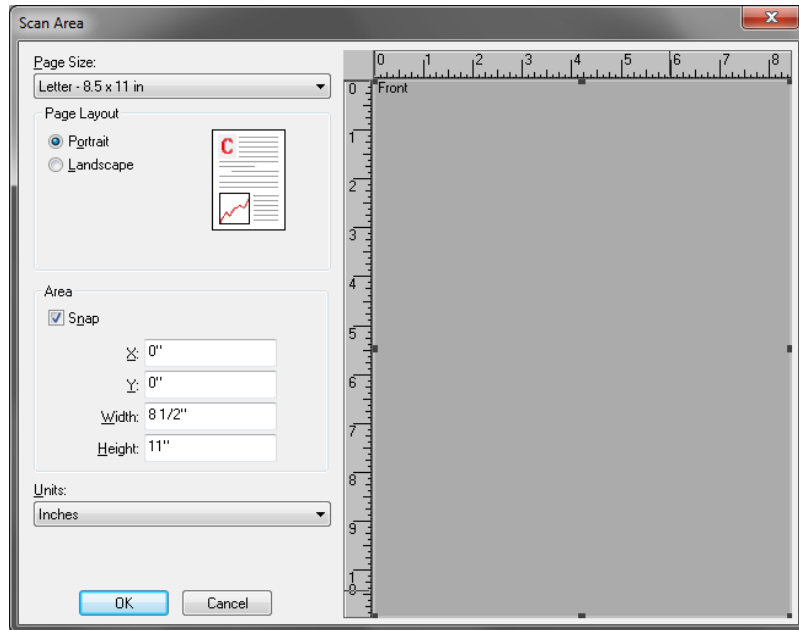 Scan Area
x
Page Size:
Letter - 8.5 x 11 in
Page Layout
Portrait
Landscape
C
Area
Snap
X: 0"
Y: 0"
Width: 8 1/2"
Height: 11"
Units:
Inches
OK Cancel
0 1 2 3 4 5 6 7 8
Front
0
1
2
3
4
5
6
7
8
9
10